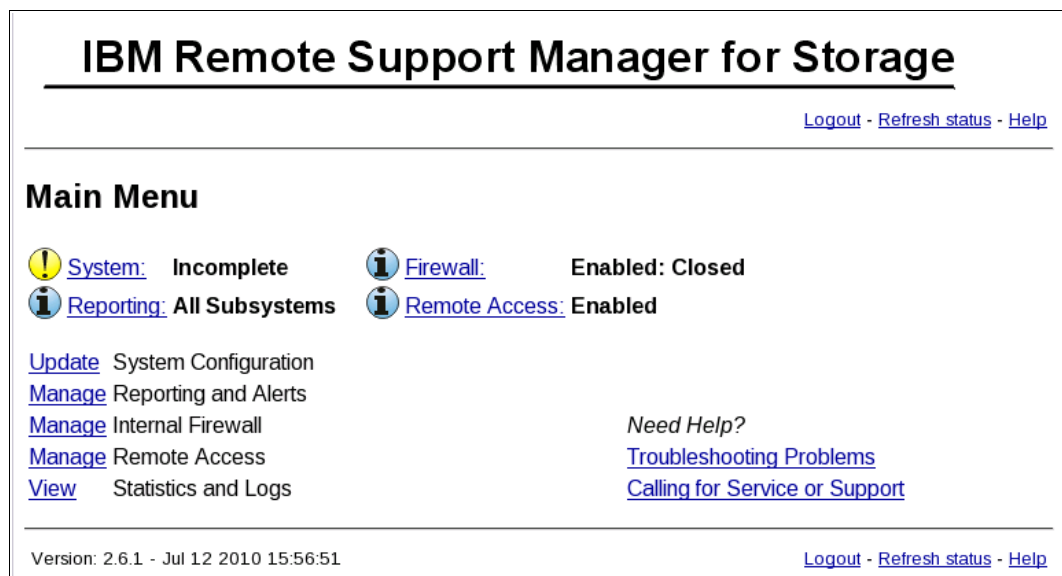 IBM Remote Support Manager for Storage
Logout - Refresh status - Help
Main Menu
System: Incomplete Firewall: Enabled: Closed
Reporting: All Subsystems Remote Access: Enabled
Update System Configuration
Manage Reporting and Alerts
Manage Internal Firewall Need Help?
Manage Remote Access Troubleshooting Problems
View Statistics and Logs Calling for Service or Support
Version: 2.6.1 - Jul 12 2010 15:56:51 Logout - Refresh status - Help